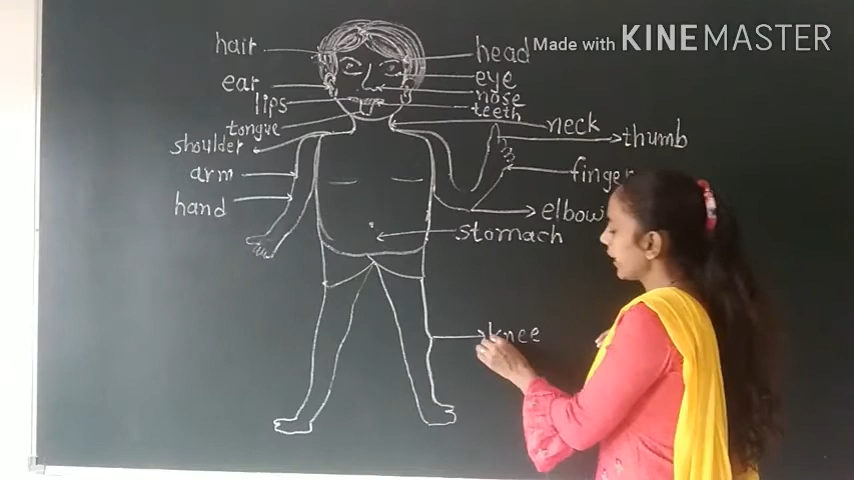 Made with KINEMASTER
hair
head
ear
eye
lips
nose
teeth
tongue
neck
thumb
shoulder
arm
finger
hand
elbow
stomach
knee